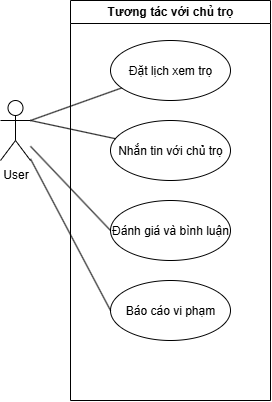 Tương tác với chủ trọ
Đặt lịch xem trọ
Nhắn tin với chủ trọ
User
Đánh giá và bình luận
Báo cáo vi phạm